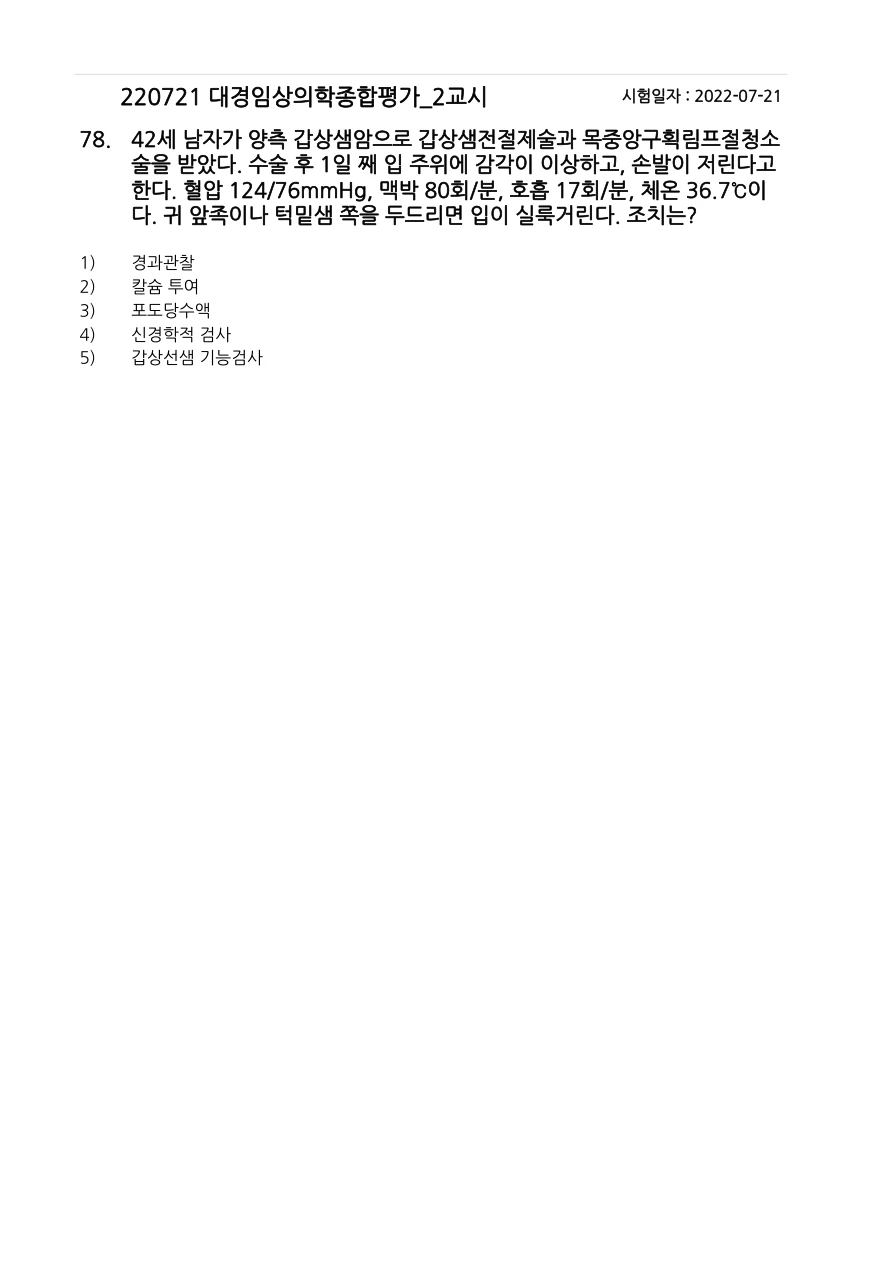 220721 대경임상의학종합평가_2교시 시험일자 : 2022-07-21
78. 42세 남자가 양측 갑상샘암으로 갑상샘전절제술과 목중앙구획림프절청소
술을 받았다. 수술 후 1일 째 입 주위에 감각이 이상하고, 손발이 저린다고
한다. 혈압 124/76mmHg, 맥박 80회/분, 호흡 17회/분, 체온 36.7℃이
다. 귀 앞족이나 턱밑샘 쪽을 두드리면 입이 실룩거린다. 조치는?
1) 경과관찰
2) 칼슘 투여
3) 포도당수액
4) 신경학적 검사
5) 갑상선샘 기능검사